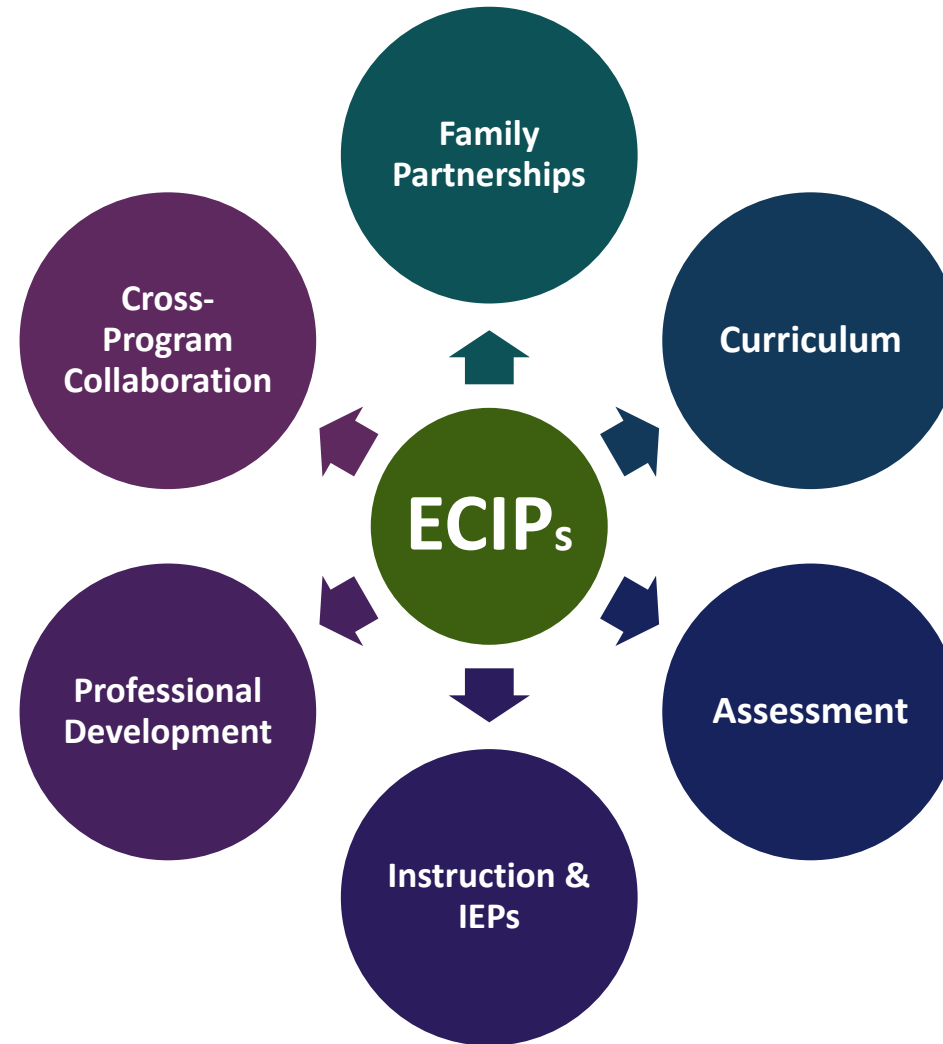 Family
Partnerships
Cross-
Program
Collaboration
Curriculum
ECIPs
Professional
Development
Assessment
Instruction &
IEPs